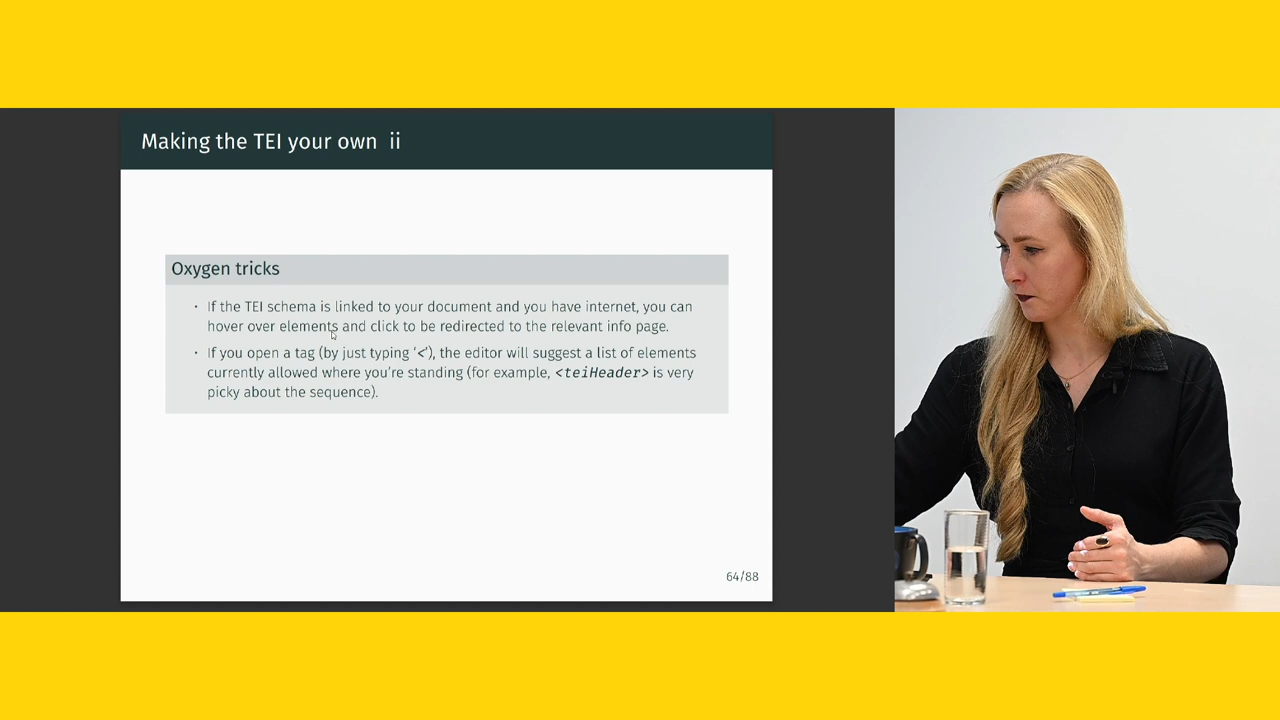 Making the TEI your own ii
Oxygen tricks
· If the TEI schema is linked to your document and you have internet, you can
hover over elements and click to be redirected to the relevant info page.
· If you open a tag (by just typing ‘<’), the editor will suggest a list of elements
currently allowed where you’re standing (for example, <teiHeader> is very
picky about the sequence).
64/88